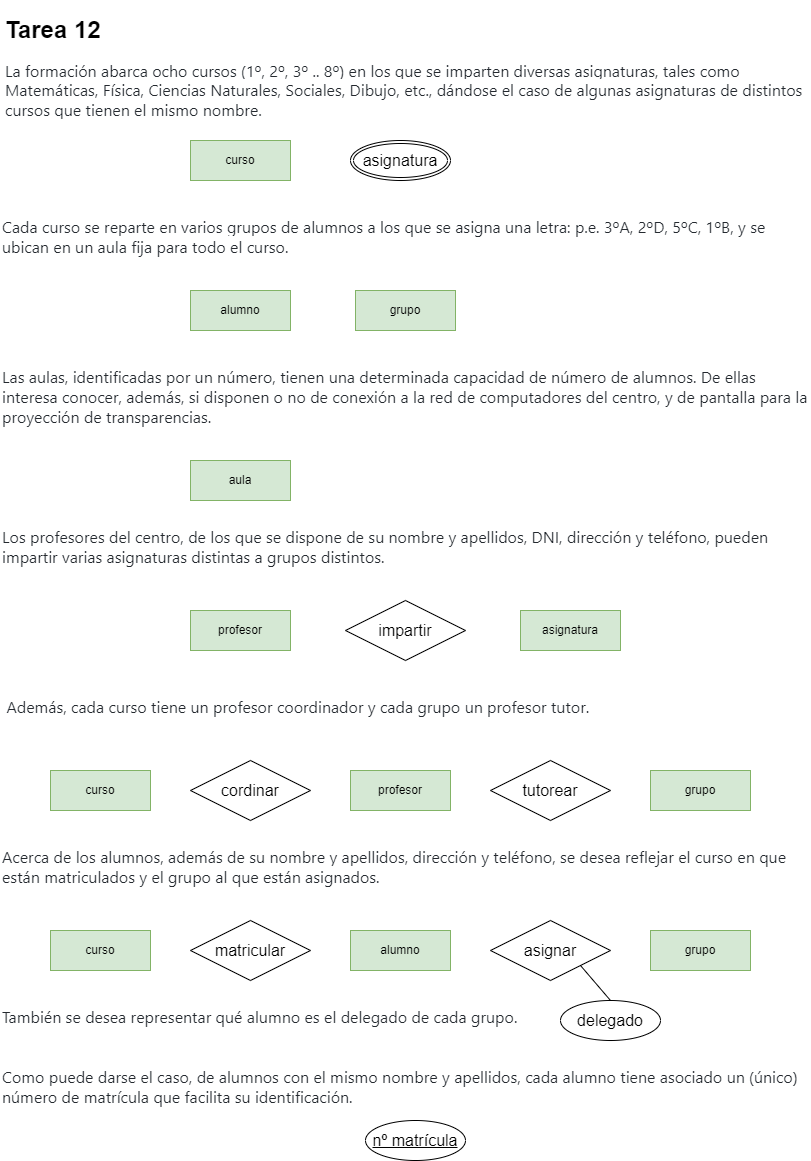 Tarea 12
La formación abarca ocho cursos (1º, 2º, 3º .. 8º) en los que se imparten diversas asignaturas, tales como
Matemáticas, Física, Ciencias Naturales, Sociales, Dibujo, etc., dándose el caso de algunas asignaturas de distintos
cursos que tienen el mismo nombre.
curso asignatura
Cada curso se reparte en varios grupos de alumnos a los que se asigna una letra: p.e. 3ºA, 2ºD, 5ºC, 1ºB, y se
ubican en un aula fija para todo el curso.
alumno grupo
Las aulas, identificadas por un número, tienen una determinada capacidad de número de alumnos. De ellas
interesa conocer, además, si disponen o no de conexión a la red de computadores del centro, y de pantalla para la
proyección de transparencias.
aula
Los profesores del centro, de los que se dispone de su nombre y apellidos, DNI, dirección y teléfono, pueden
impartir varias asignaturas distintas a grupos distintos.
profesor impartir asignatura
Además, cada curso tiene un profesor coordinador y cada grupo un profesor tutor.
curso cordinar profesor tutorear grupo
Acerca de los alumnos, además de su nombre y apellidos, dirección y teléfono, se desea reflejar el curso en que
están matriculados y el grupo al que están asignados.
curso matricular alumno asignar grupo
También se desea representar qué alumno es el delegado de cada grupo.
delegado
Como puede darse el caso, de alumnos con el mismo nombre y apellidos, cada alumno tiene asociado un (único)
número de matrícula que facilita su identificación.
nº matrícula